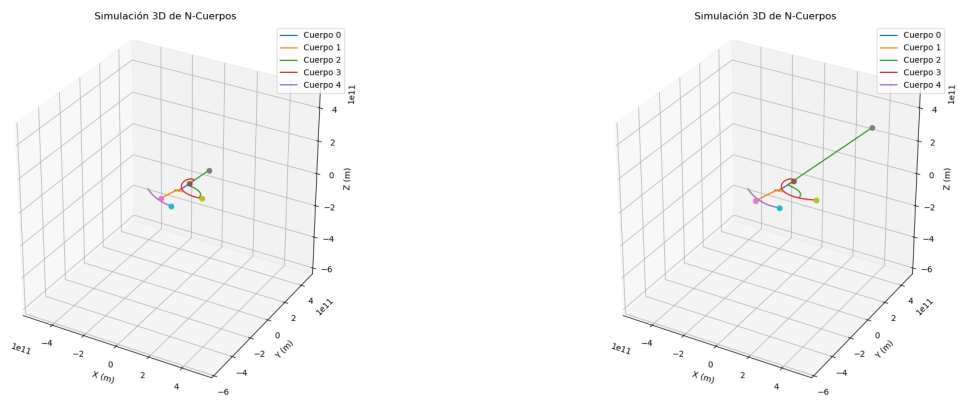 Simulación 3D de N-Cuerpos
Cuerpo 0
Cuerpo 1
Cuerpo 2
Cuerpo 3
Cuerpo 4
1e11
4
2
0
−2
−4
−6
Z (m)
1e11
−4
−2
0
2
4
X (m)
−6
−4
−2
0
2
4
1e11
Y (m)
Simulación 3D de N-Cuerpos
Cuerpo 0
Cuerpo 1
Cuerpo 2
Cuerpo 3
Cuerpo 4
1e11
4
2
0
−2
−4
−6
Z (m)
1e11
−4
−2
0
2
4
X (m)
−6
−4
−2
0
2
4
1e11
Y (m)